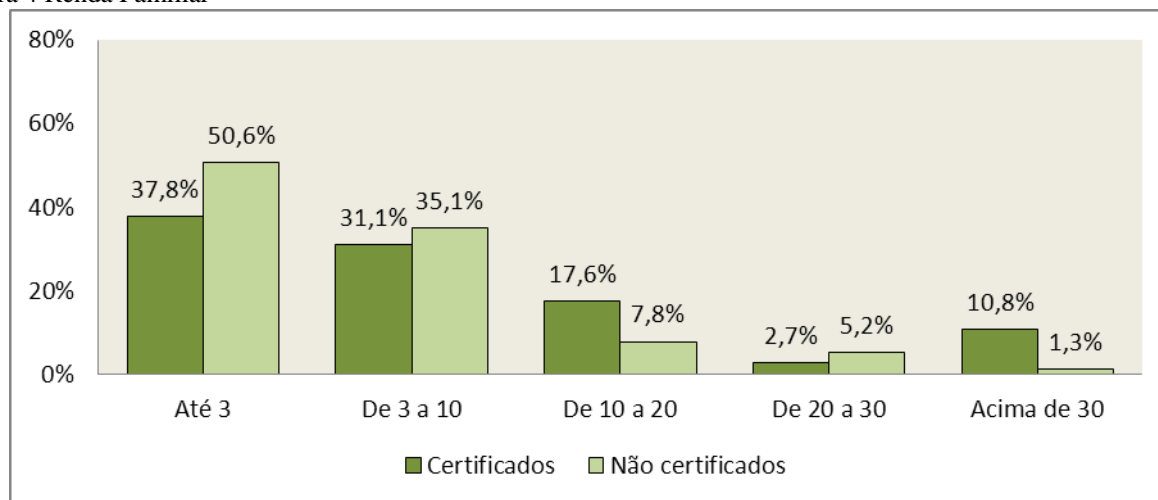 80%
60%
40%
20%
0%
37,8%
50,6%
31,1%
35,1%
17,6%
7,8%
2,7%
5,2%
10,8%
1,3%
Até 3
De 3 a 10
De 10 a 20
De 20 a 30
Acima de 30
Certificados
Não certificados